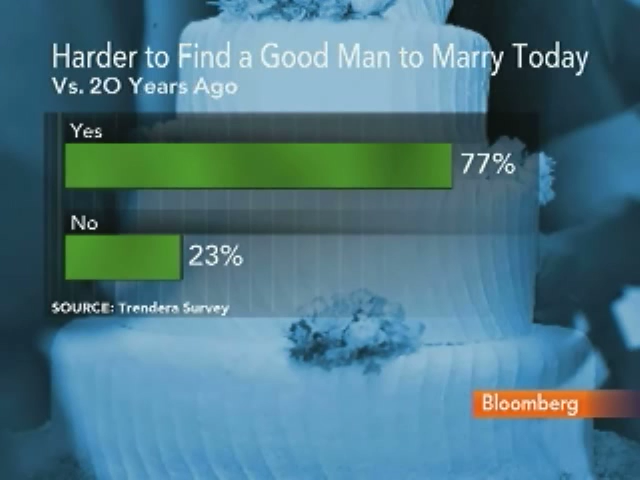 Harder to Find a Good Man to Marry Today
Vs. 20 Years Ago
Yes
77%
No
23%
SOURCE: Trendera Survey
Bloomberg